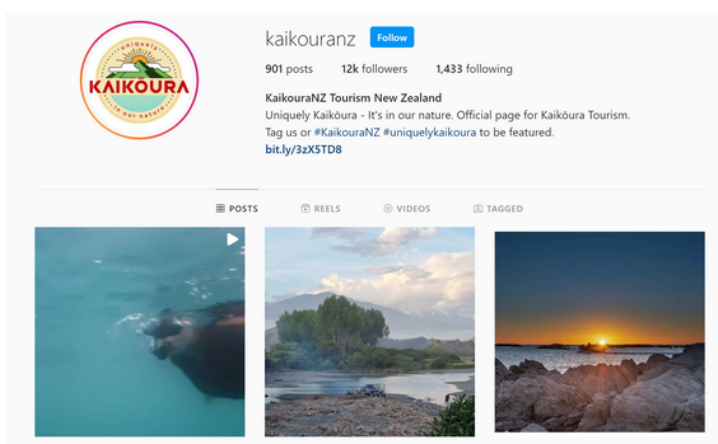 uniquely
KAIKŌURA
in our nature
kaikouranz Follow
901 posts 12k followers 1,433 following
KaikouraNZ Tourism New Zealand
Uniquely Kaikōura - It's in our nature. Official page for Kaikōura Tourism.
Tag us or #KaikouraNZ #uniquelykaikoura to be featured.
bit.ly/3zX5TD8
POSTS REELS VIDEOS TAGGED